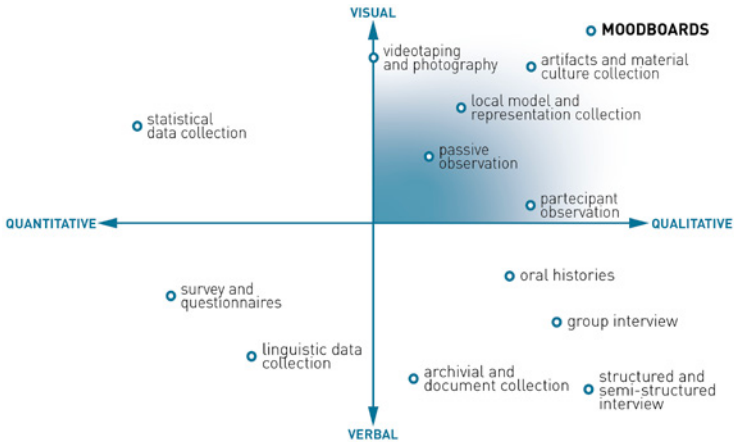 VISUAL
MOODBOARDS
videotaping
and photography
artifacts and material
culture collection
local model and
representation collection
statistical
data collection
passive
observation
partecipant
observation
QUANTITATIVE
QUALITATIVE
oral histories
survey and
questionnaires
group interview
linguistic data
collection
archivial and
document collection
structured and
semi-structured
interview
VERBAL